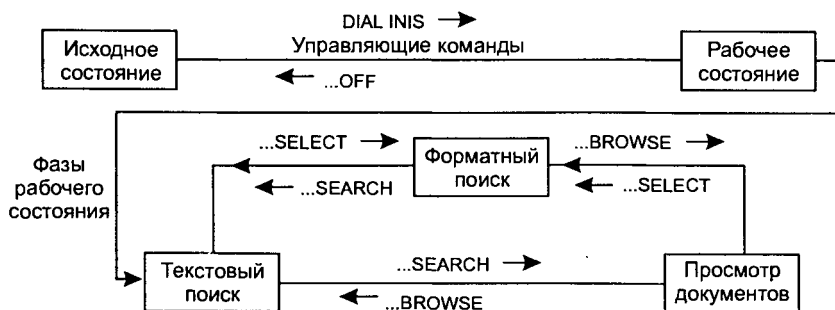 DIAL INIS
Исходное
состояние
Управляющие команды
...OFF
Рабочее
состояние
Фазы
рабочего
состояния
...SELECT
...SEARCH
Форматный
поиск
...BROWSE
...SELECT
Текстовый
поиск
...SEARCH
...BROWSE
Просмотр
документов